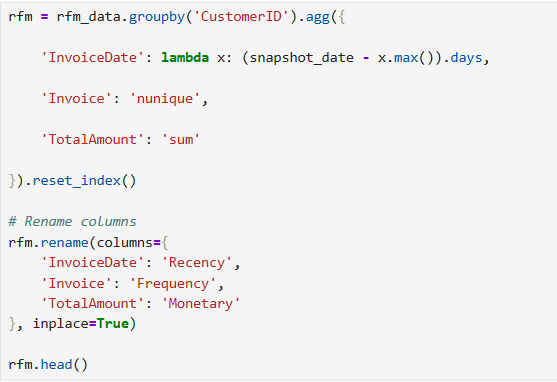 rfm = rfm_data.groupby('CustomerID').agg({
    'InvoiceDate': lambda x: (snapshot_date - x.max()).days,
    'Invoice': 'nunique',
    'TotalAmount': 'sum'
}).reset_index()
# Rename columns
rfm.rename(columns={
    'InvoiceDate': 'Recency',
    'Invoice': 'Frequency',
    'TotalAmount': 'Monetary'
}, inplace=True)
rfm.head()